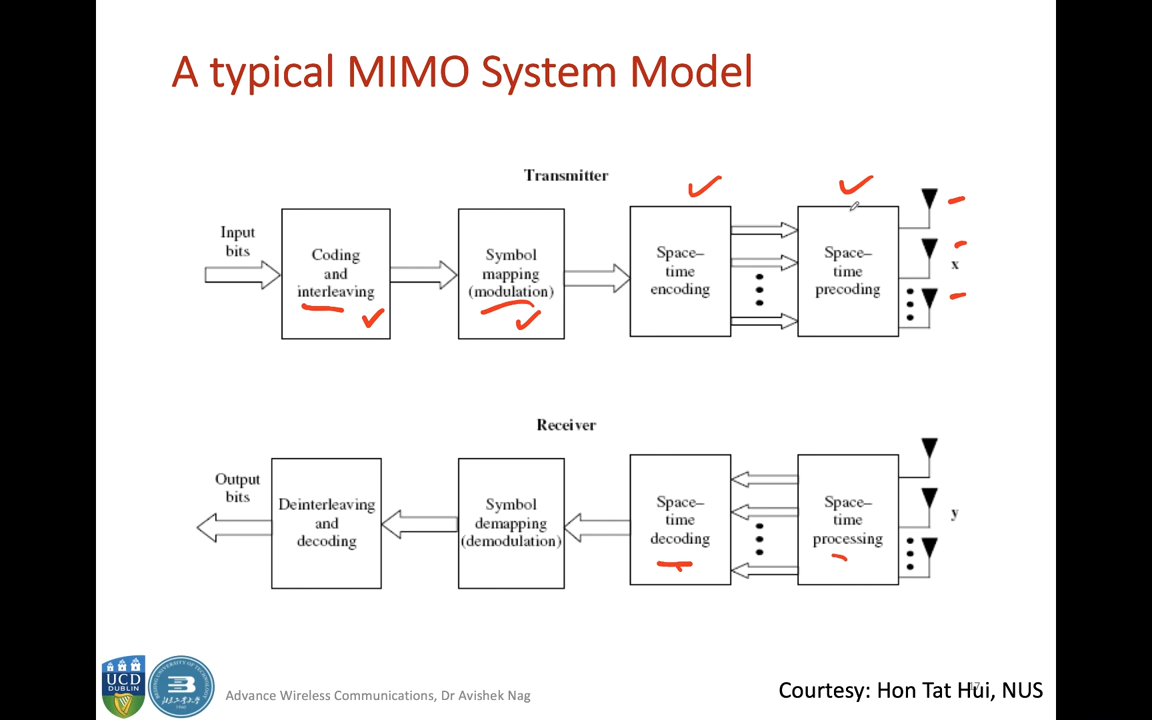 A typical MIMO System Model
Transmitter
Input
bits
Coding
and
interleaving
Symbol
mapping
(modulation)
Space–
time
encoding
Space–
time
precoding
x
Receiver
Output
bits
Deinterleaving
and
decoding
Symbol
demapping
(demodulation)
Space–
time
decoding
Space–
time
processing
y
UCD
DUBLIN
Advance Wireless Communications, Dr Avishek Nag
Courtesy: Hon Tat Hui, NUS